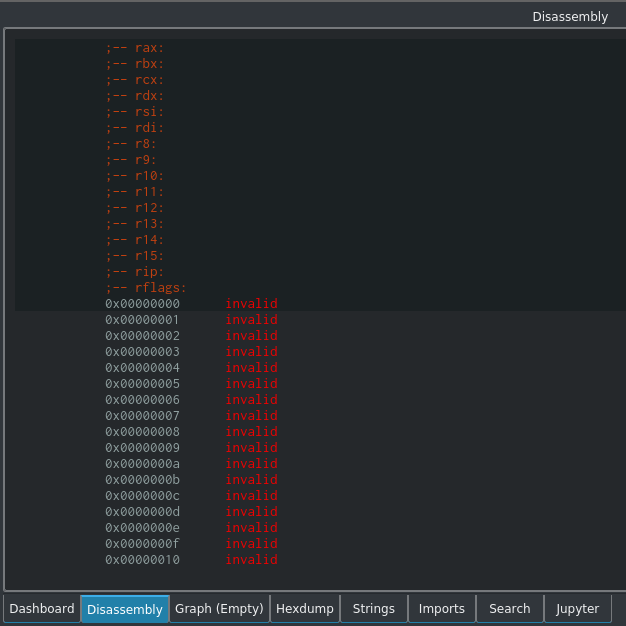 Disassembly
;-- rax:
;-- rbx:
;-- rcx:
;-- rdx:
;-- rsi:
;-- rdi:
;-- r8:
;-- r9:
;-- r10:
;-- r11:
;-- r12:
;-- r13:
;-- r14:
;-- r15:
;-- rip:
;-- rflags:
0x00000000 invalid
0x00000001 invalid
0x00000002 invalid
0x00000003 invalid
0x00000004 invalid
0x00000005 invalid
0x00000006 invalid
0x00000007 invalid
0x00000008 invalid
0x00000009 invalid
0x0000000a invalid
0x0000000b invalid
0x0000000c invalid
0x0000000d invalid
0x0000000e invalid
0x0000000f invalid
0x00000010 invalid
Dashboard Disassembly Graph (Empty) Hexdump Strings Imports Search Jupyter